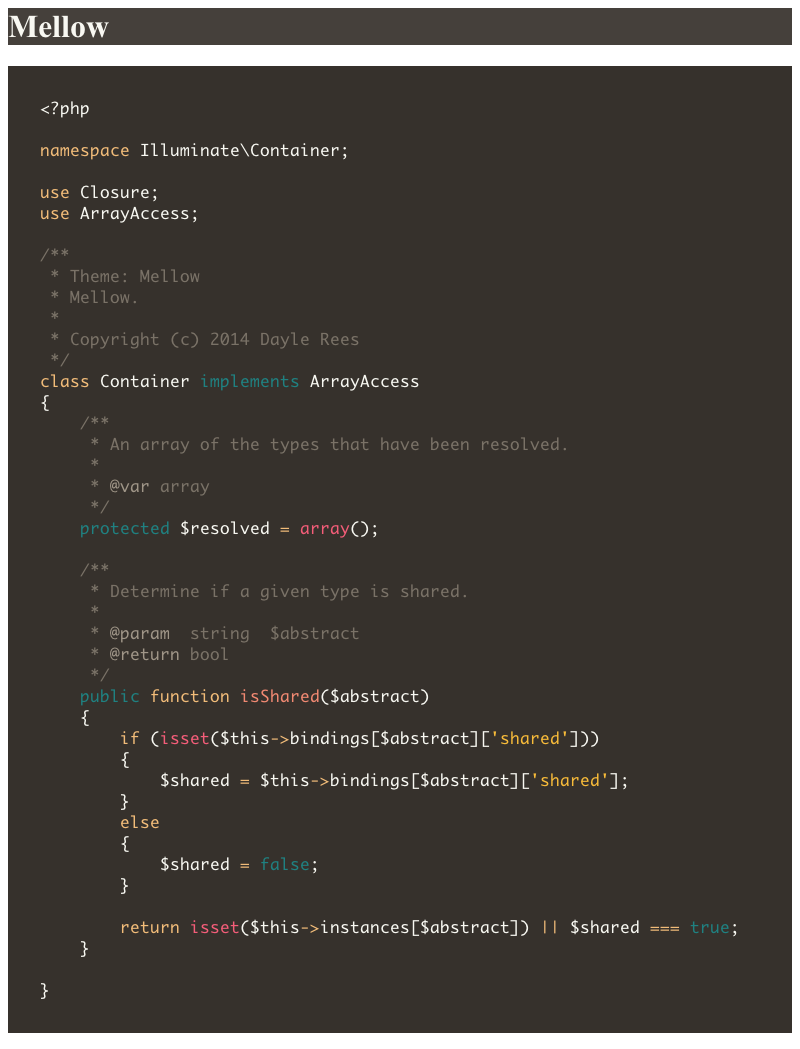 Mellow
<?php
namespace Illuminate\Container;
use Closure;
use ArrayAccess;
/**
 * Theme: Mellow
 * Mellow.
 *
 * Copyright (c) 2014 Dayle Rees
 */
class Container implements ArrayAccess
{
    /**
     * An array of the types that have been resolved.
     *
     * @var array
     */
    protected $resolved = array();
    /**
     * Determine if a given type is shared.
     *
     * @param  string  $abstract
     * @return bool
     */
    public function isShared($abstract)
    {
        if (isset($this->bindings[$abstract]['shared']))
        {
            $shared = $this->bindings[$abstract]['shared'];
        }
        else
        {
            $shared = false;
        }
        return isset($this->instances[$abstract]) || $shared === true;
    }
}